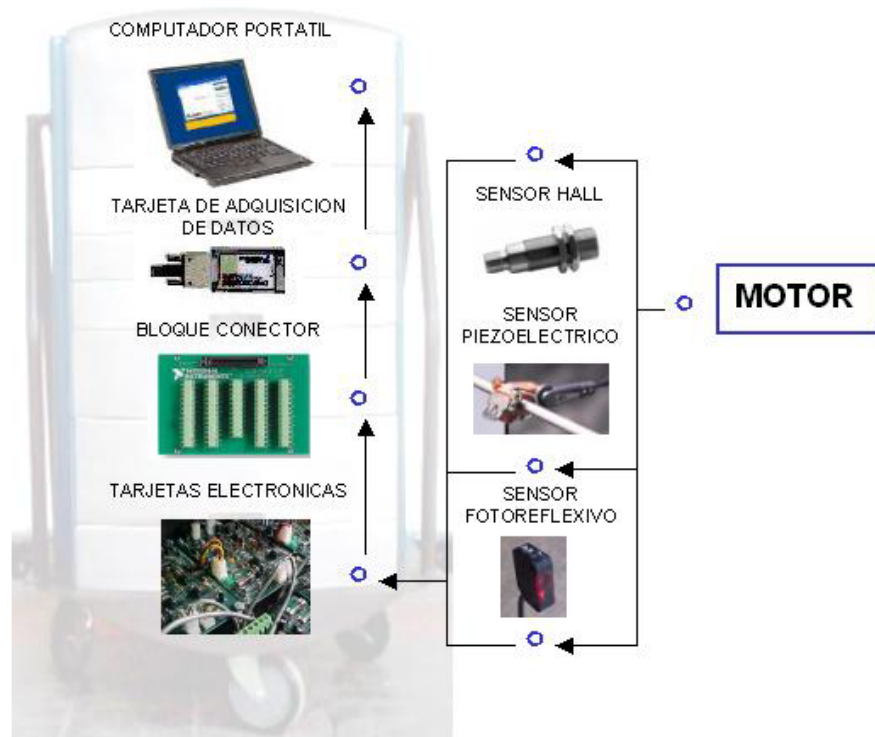 COMPUTADOR PORTATIL
TARJETA DE ADQUISICION
DE DATOS
BLOQUE CONECTOR
TARJETAS ELECTRONICAS
SENSOR HALL
SENSOR
PIEZOELECTRICO
SENSOR
FOTOREFLEXIVO
MOTOR